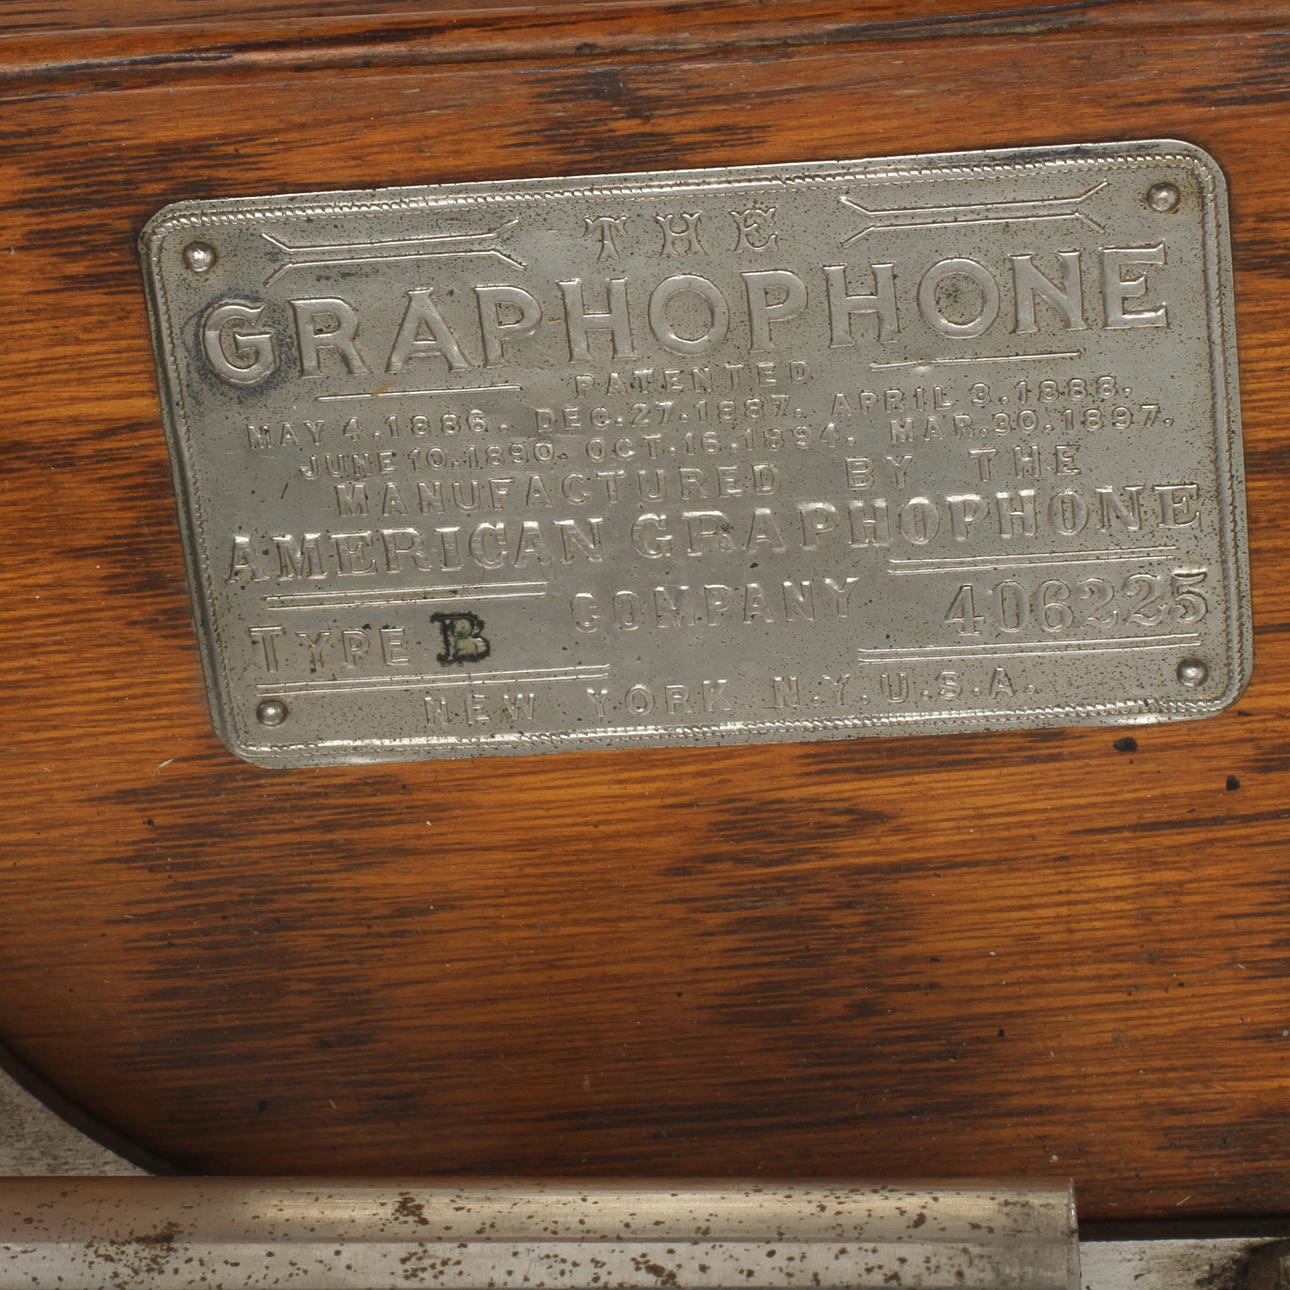 THE
GRAPHOPHONE
PATENTED
MAY 4.1886. DEC.27.1887. APRIL 3.1888.
JUNE 10.1890. OCT.16.1894. MAR.30.1897.
MANUFACTURED BY THE
AMERICAN GRAPHOPHONE
COMPANY
TYPE B 406225
NEW YORK N.Y.U.S.A.